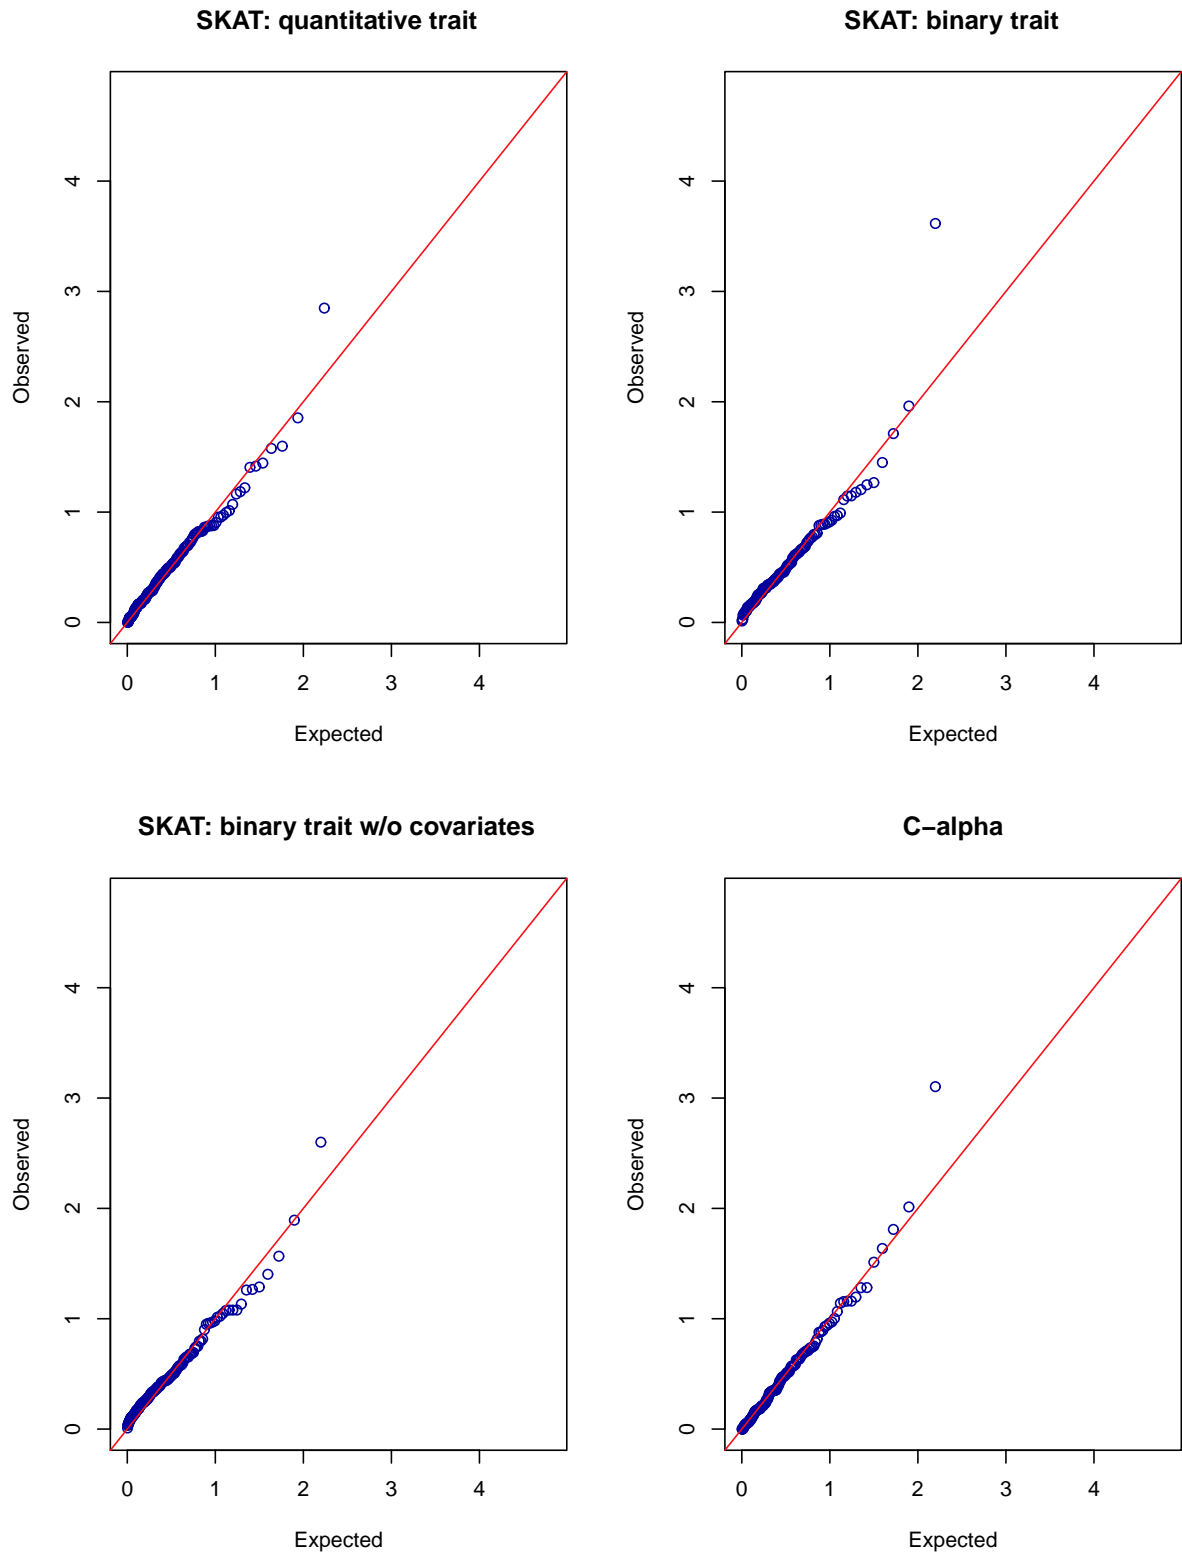 SKAT: quantitative trait
Observed
4
3
2
1
0
0 1 2 3 4
Expected
SKAT: binary trait
Observed
4
3
2
1
0
0 1 2 3 4
Expected
SKAT: binary trait w/o covariates
Observed
4
3
2
1
0
0 1 2 3 4
Expected
C−alpha
Observed
4
3
2
1
0
0 1 2 3 4
Expected